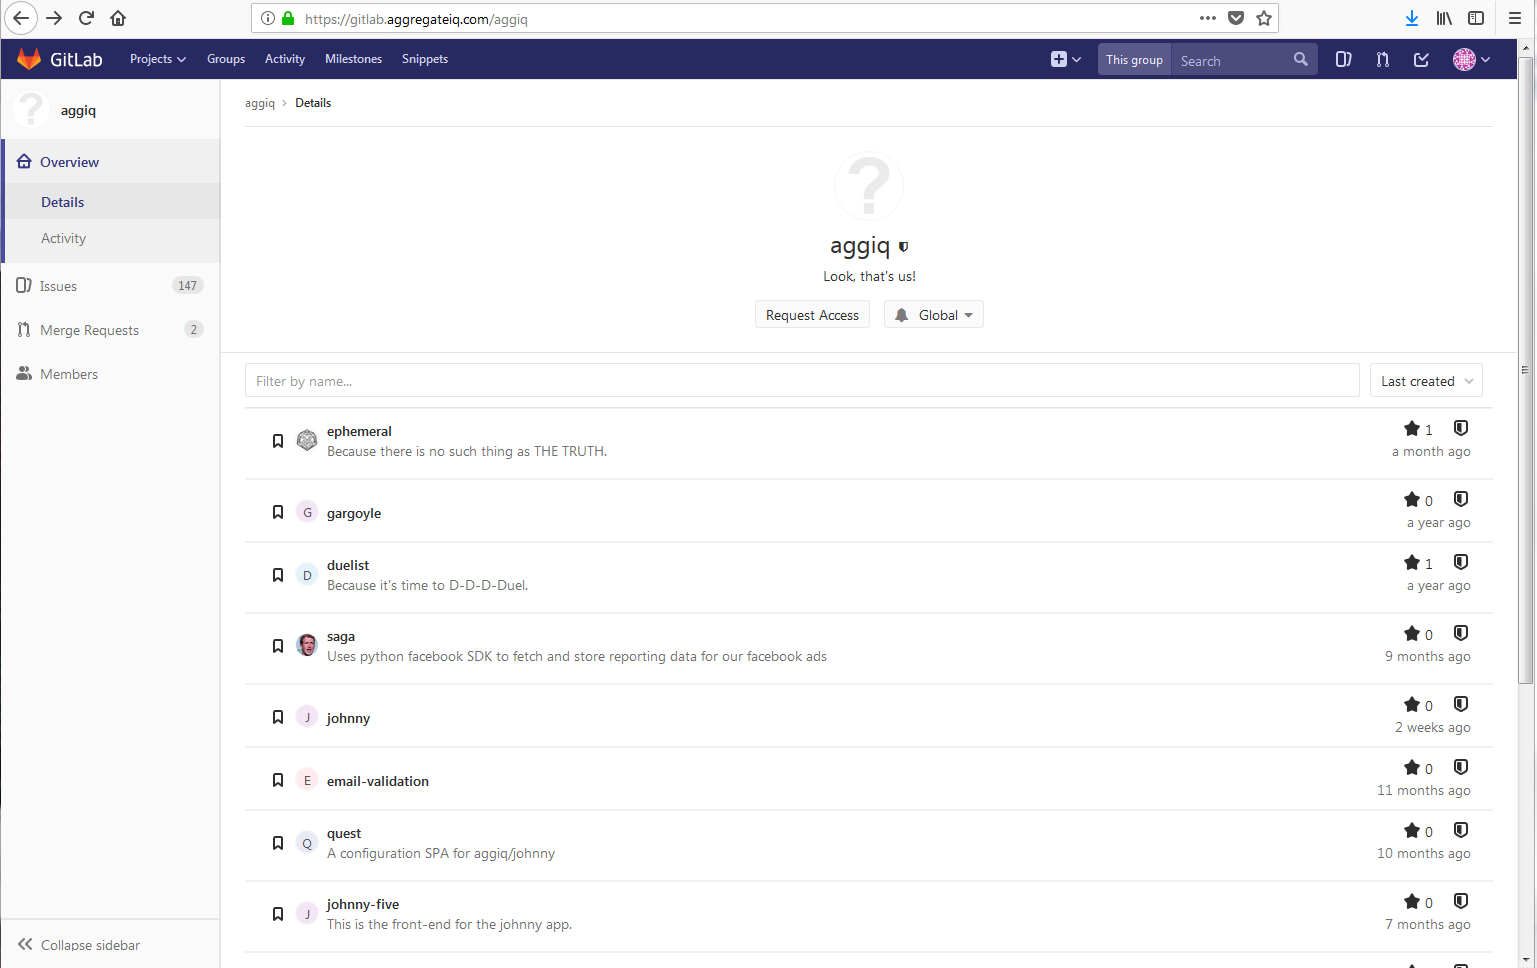 https://gitlab.aggregateiq.com/aggiq
GitLab Projects Groups Activity Milestones Snippets This group Search
aggiq
Overview
Details
Activity
Issues 147
Merge Requests 2
Members
Collapse sidebar
aggiq › Details
?
aggiq
Look, that's us!
Request Access Global
Filter by name... Last created
ephemeral 1
Because there is no such thing as THE TRUTH. a month ago
G gargoyle 0
a year ago
duelist 1
D Because it's time to D-D-D-Duel. a year ago
saga 0
Uses python facebook SDK to fetch and store reporting data for our facebook ads 9 months ago
J johnny 0
2 weeks ago
E email-validation 0
11 months ago
quest 0
Q A configuration SPA for aggiq/johnny 10 months ago
johnny-five 0
J This is the front-end for the johnny app. 7 months ago